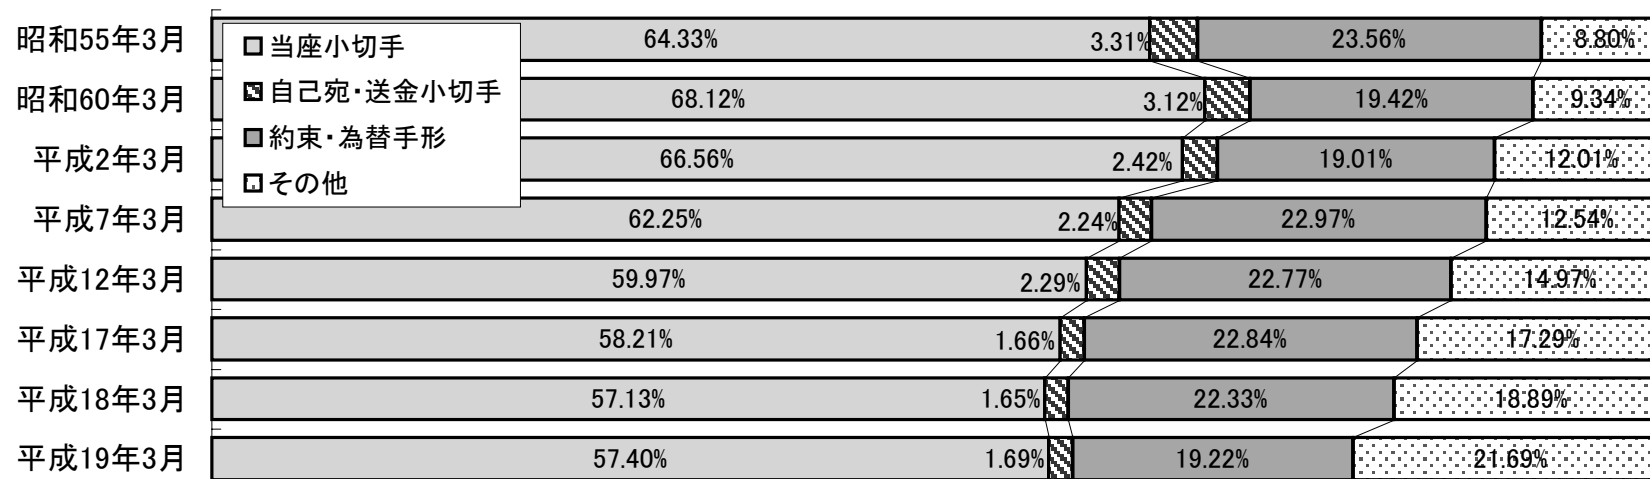 昭和55年3月 64.33% 3.31% 23.56% 8.80%
昭和60年3月 68.12% 3.12% 19.42% 9.34%
平成2年3月 66.56% 2.42% 19.01% 12.01%
平成7年3月 62.25% 2.24% 22.97% 12.54%
平成12年3月 59.97% 2.29% 22.77% 14.97%
平成17年3月 58.21% 1.66% 22.84% 17.29%
平成18年3月 57.13% 1.65% 22.33% 18.89%
平成19年3月 57.40% 1.69% 19.22% 21.69%
当座小切手
自己宛・送金小切手
約束・為替手形
その他